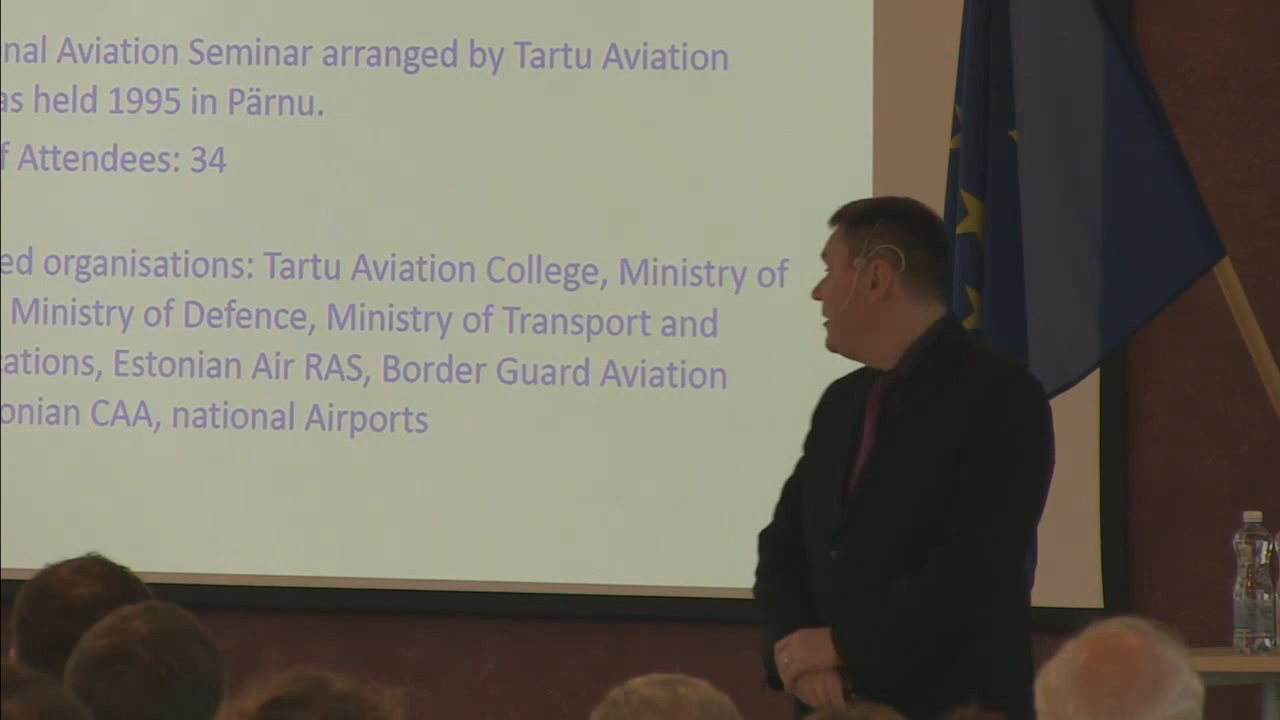 nal Aviation Seminar arranged by Tartu Aviation
as held 1995 in Pärnu.
f Attendees: 34
ed organisations: Tartu Aviation College, Ministry of
Ministry of Defence, Ministry of Transport and
cations, Estonian Air RAS, Border Guard Aviation
onian CAA, national Airports